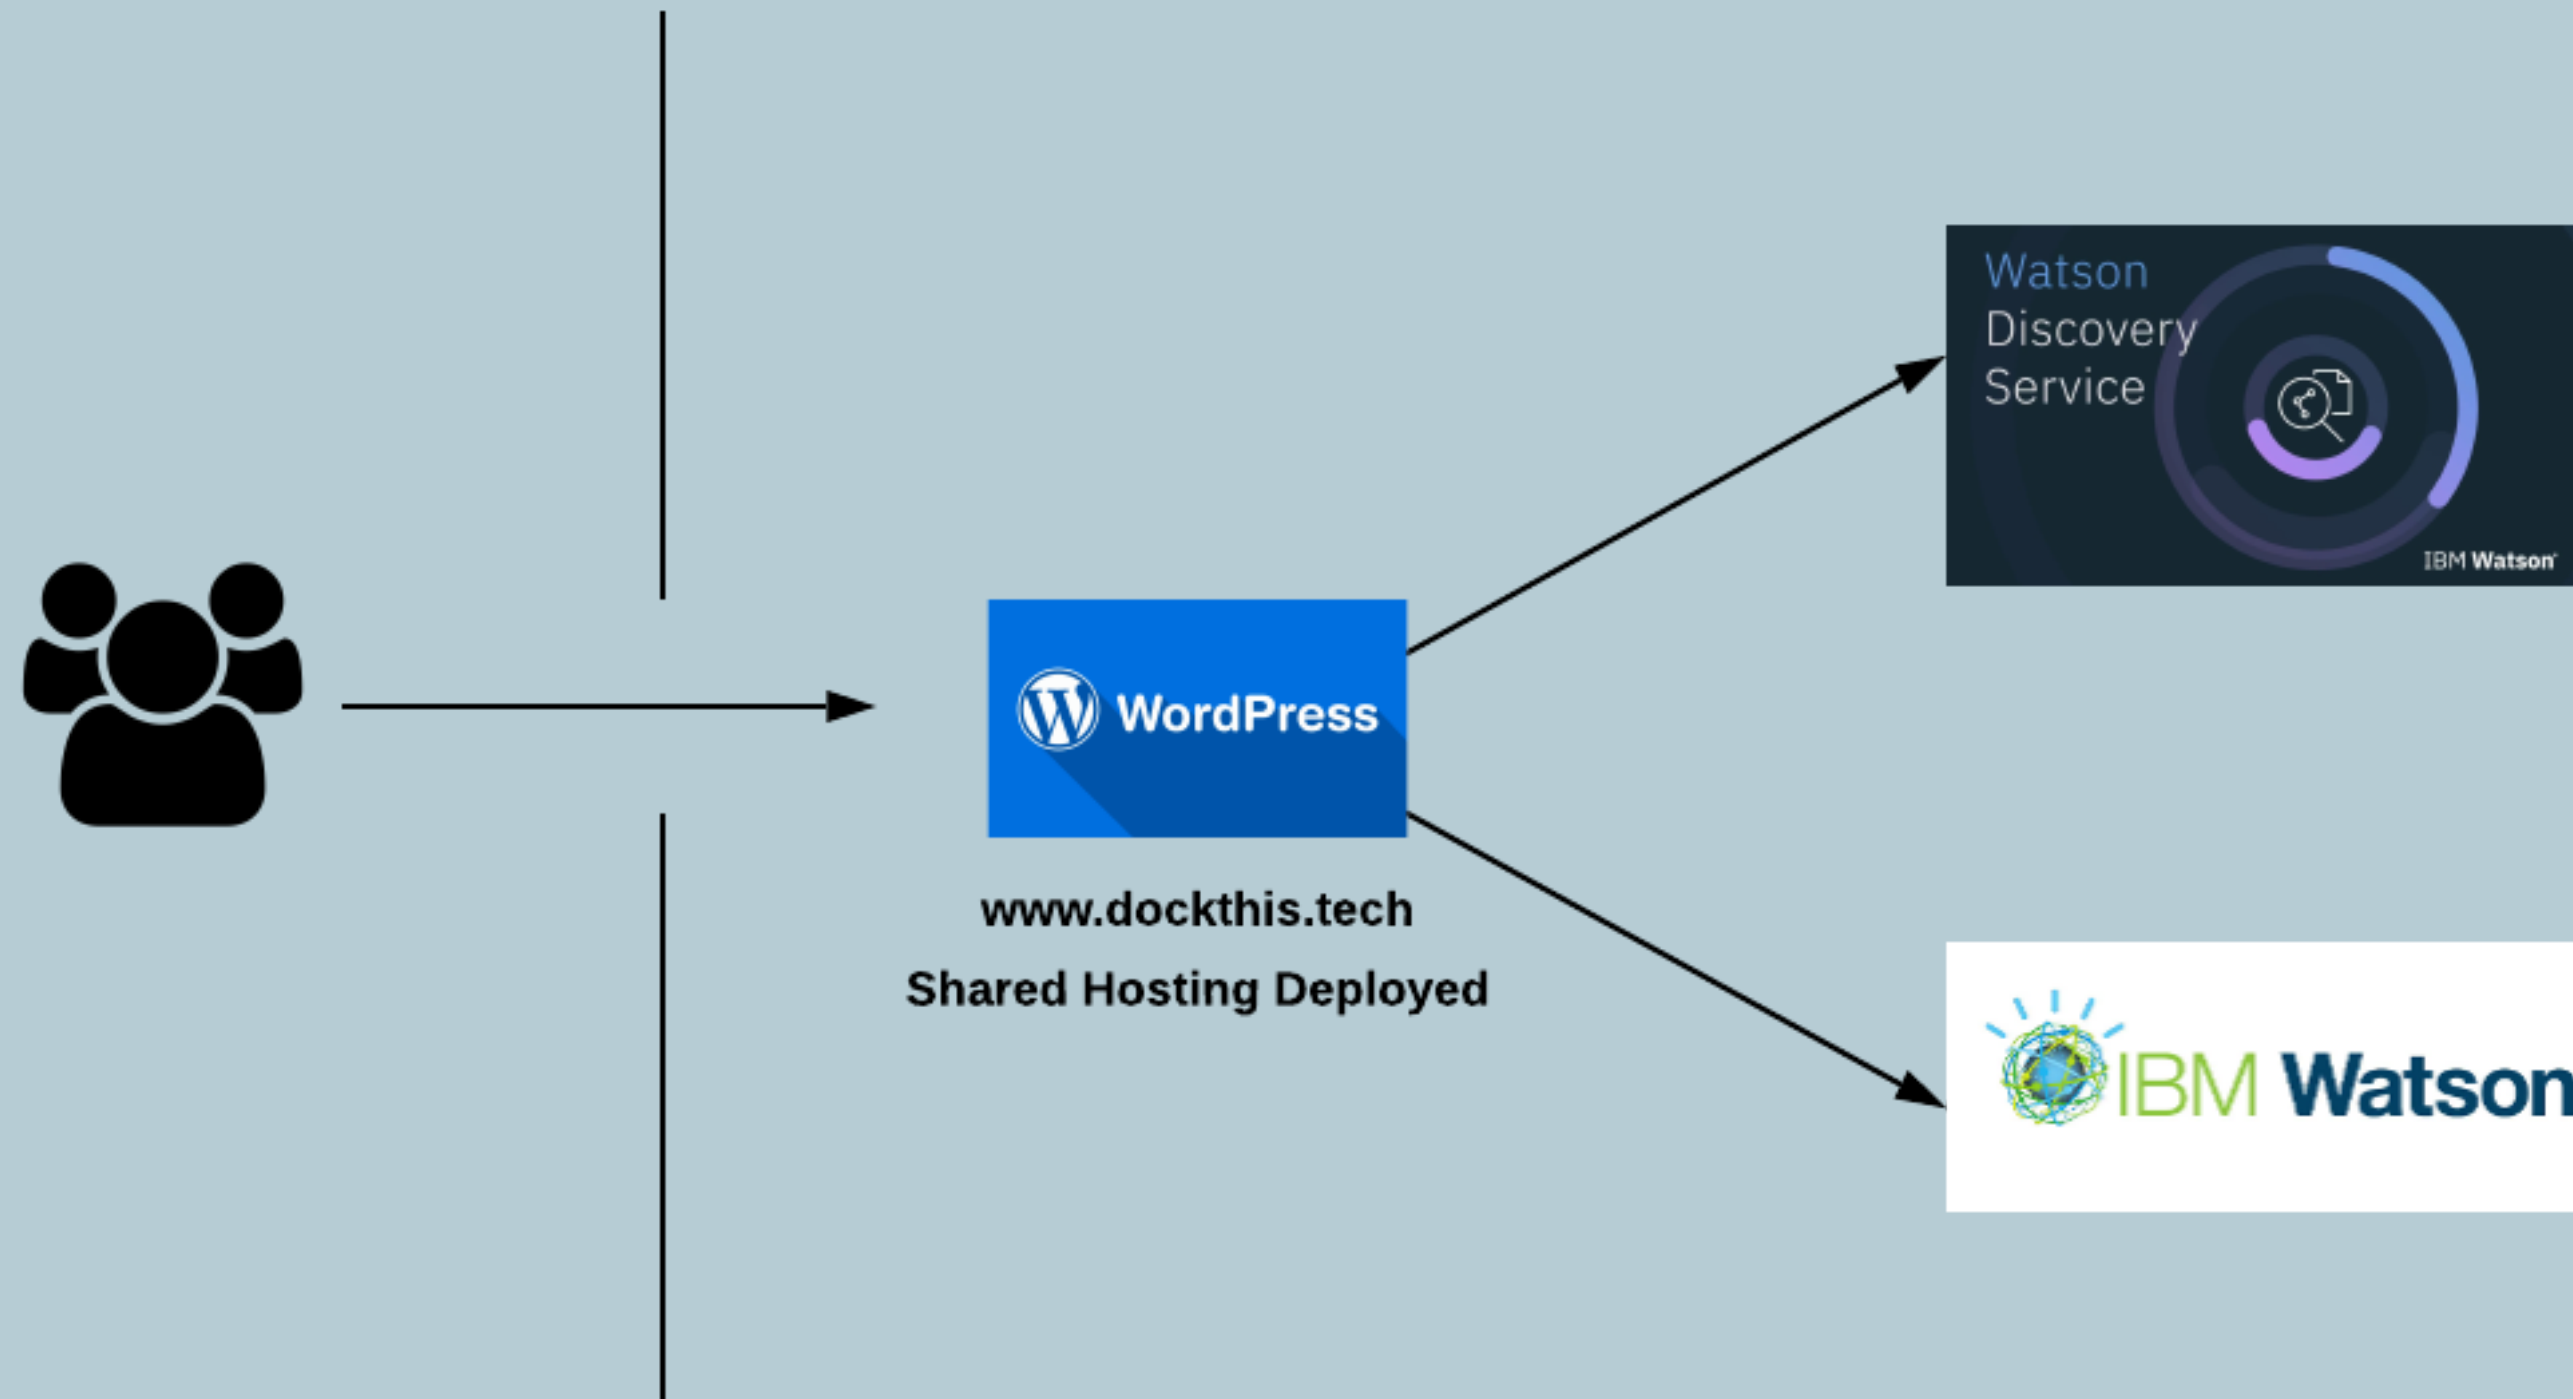 Watson
Discovery
Service
IBM Watson
WordPress
www.dockthis.tech
Shared Hosting Deployed
IBM Watson